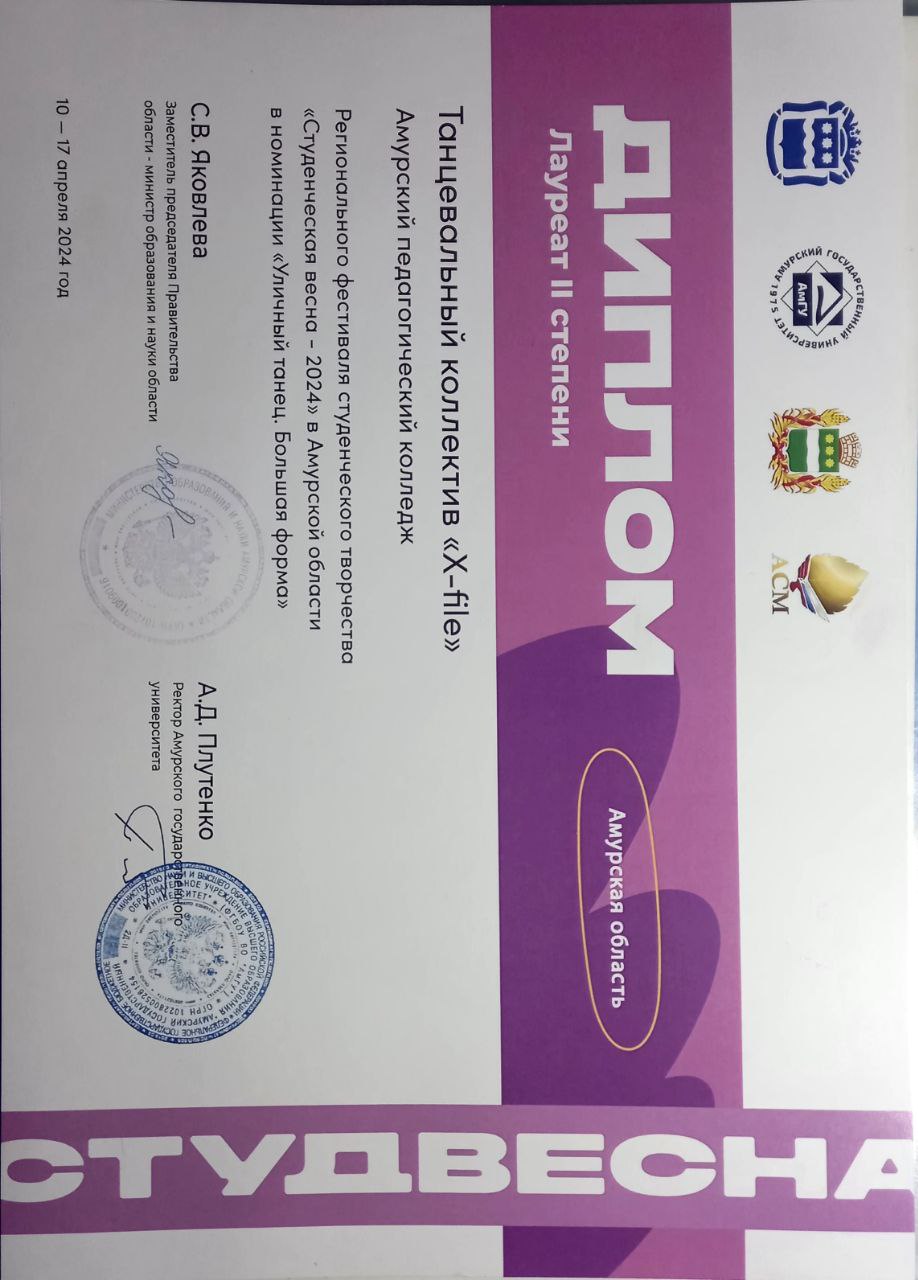 АМУРСКИЙ ГОСУДАРСТВЕННЫЙ УНИВЕРСИТЕТ
АмГУ
1975
АСМ
ДИПЛОМ
Лауреат II степени
Амурская область
СТУДВЕСНА
Танцевальный коллектив «X-file»
Амурский педагогический колледж
Регионального фестиваля студенческого творчества
«Студенческая весна - 2024» в Амурской области
в номинации «Уличный танец. Большая форма»
С.В. Яковлева
Заместитель председателя Правительства
области - министр образования и науки области
А.Д. Плутенко
Ректор Амурского государственного
университета
10 — 17 апреля 2024 год